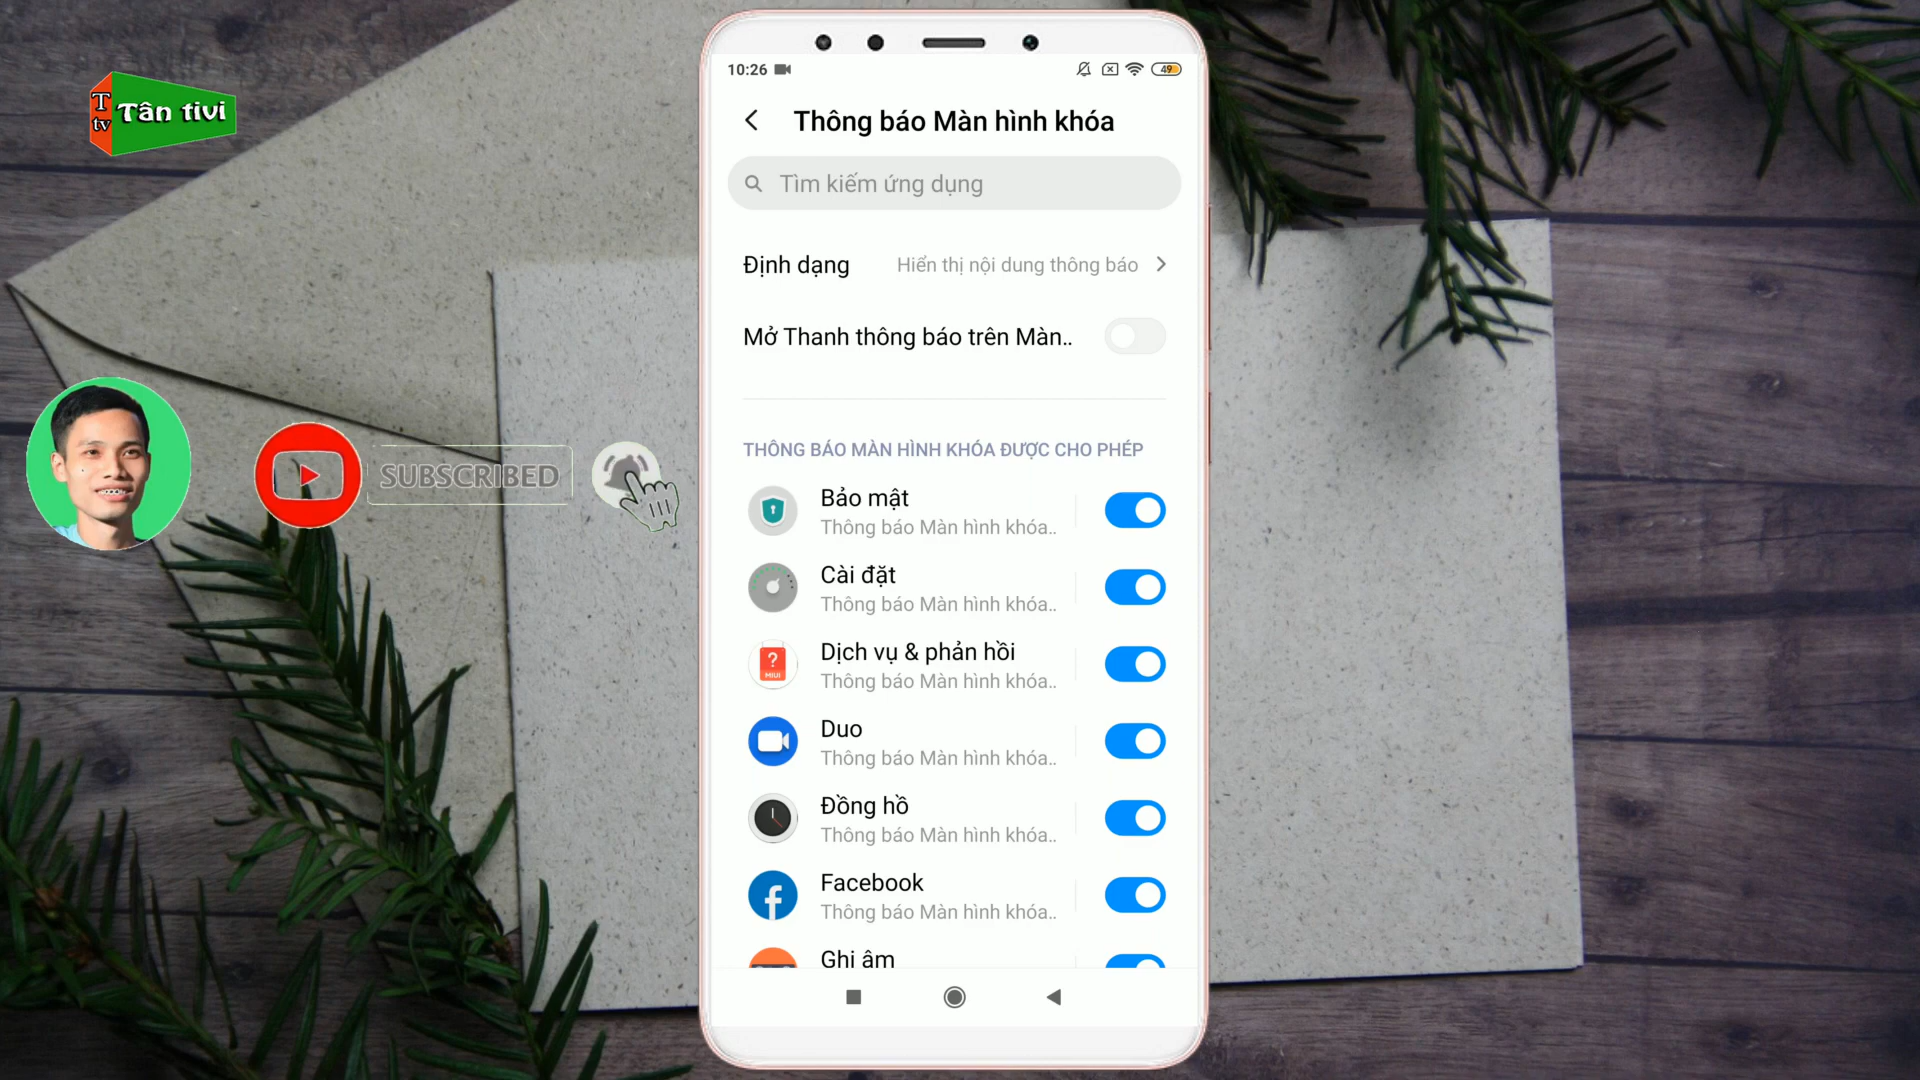 T
tv
Tân tivi
SUBSCRIBED
10:26
49
Thông báo Màn hình khóa
Tìm kiếm ứng dụng
Định dạng
Hiển thị nội dung thông báo
Mở Thanh thông báo trên Màn..
THÔNG BÁO MÀN HÌNH KHÓA ĐƯỢC CHO PHÉP
Bảo mật
Thông báo Màn hình khóa..
Cài đặt
Thông báo Màn hình khóa..
?
MIUI
Dịch vụ & phản hồi
Thông báo Màn hình khóa..
Duo
Thông báo Màn hình khóa..
Đồng hồ
Thông báo Màn hình khóa..
f
Facebook
Thông báo Màn hình khóa..
Ghi âm